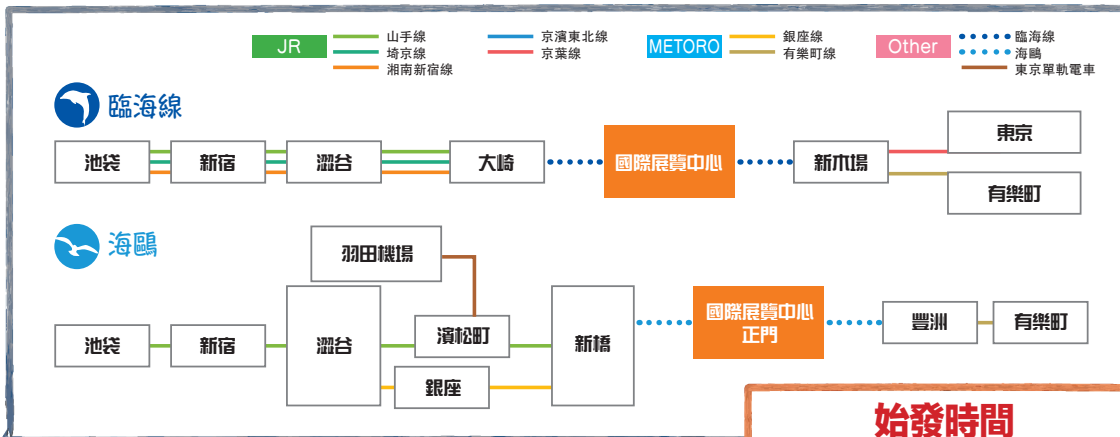 JR
山手線
埼京線
湘南新宿線
京濱東北線
京葉線
METORO
銀座線
有樂町線
Other
臨海線
海鷗
東京單軌電車
臨海線
池袋
新宿
澀谷
大崎
國際展覽中心
新木場
東京
有樂町
海鷗
羽田機場
池袋
新宿
澀谷
濱松町
銀座
新橋
國際展覽中心
正門
豐洲
有樂町
始發時間